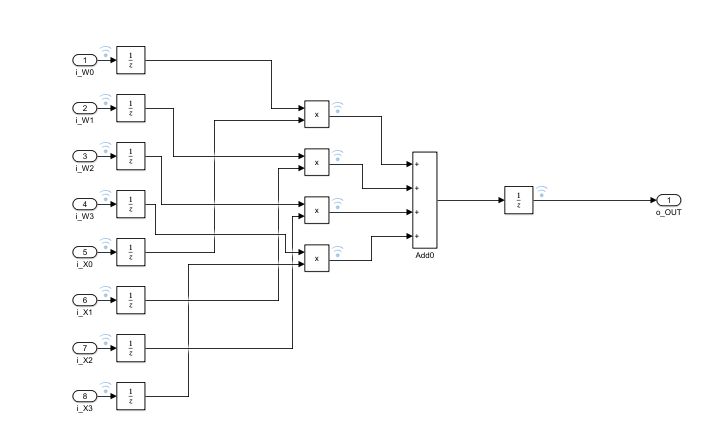 1
1
z
i_W0
2
1
z
i_W1
x
3
1
z
i_W2
x
4
1
z
i_W3
x
5
1
z
i_X0
x
6
1
z
i_X1
7
1
z
i_X2
8
1
z
i_X3
+
+
+
+
Add0
1
z
1
o_OUT